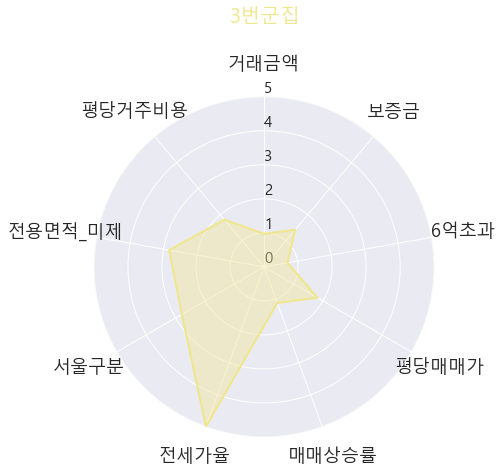 3번군집
거래금액
평당거주비용
보증금
전용면적_미제
6억초과
서울구분
평당매매가
전세가율
매매상승률
5
4
3
2
1
0